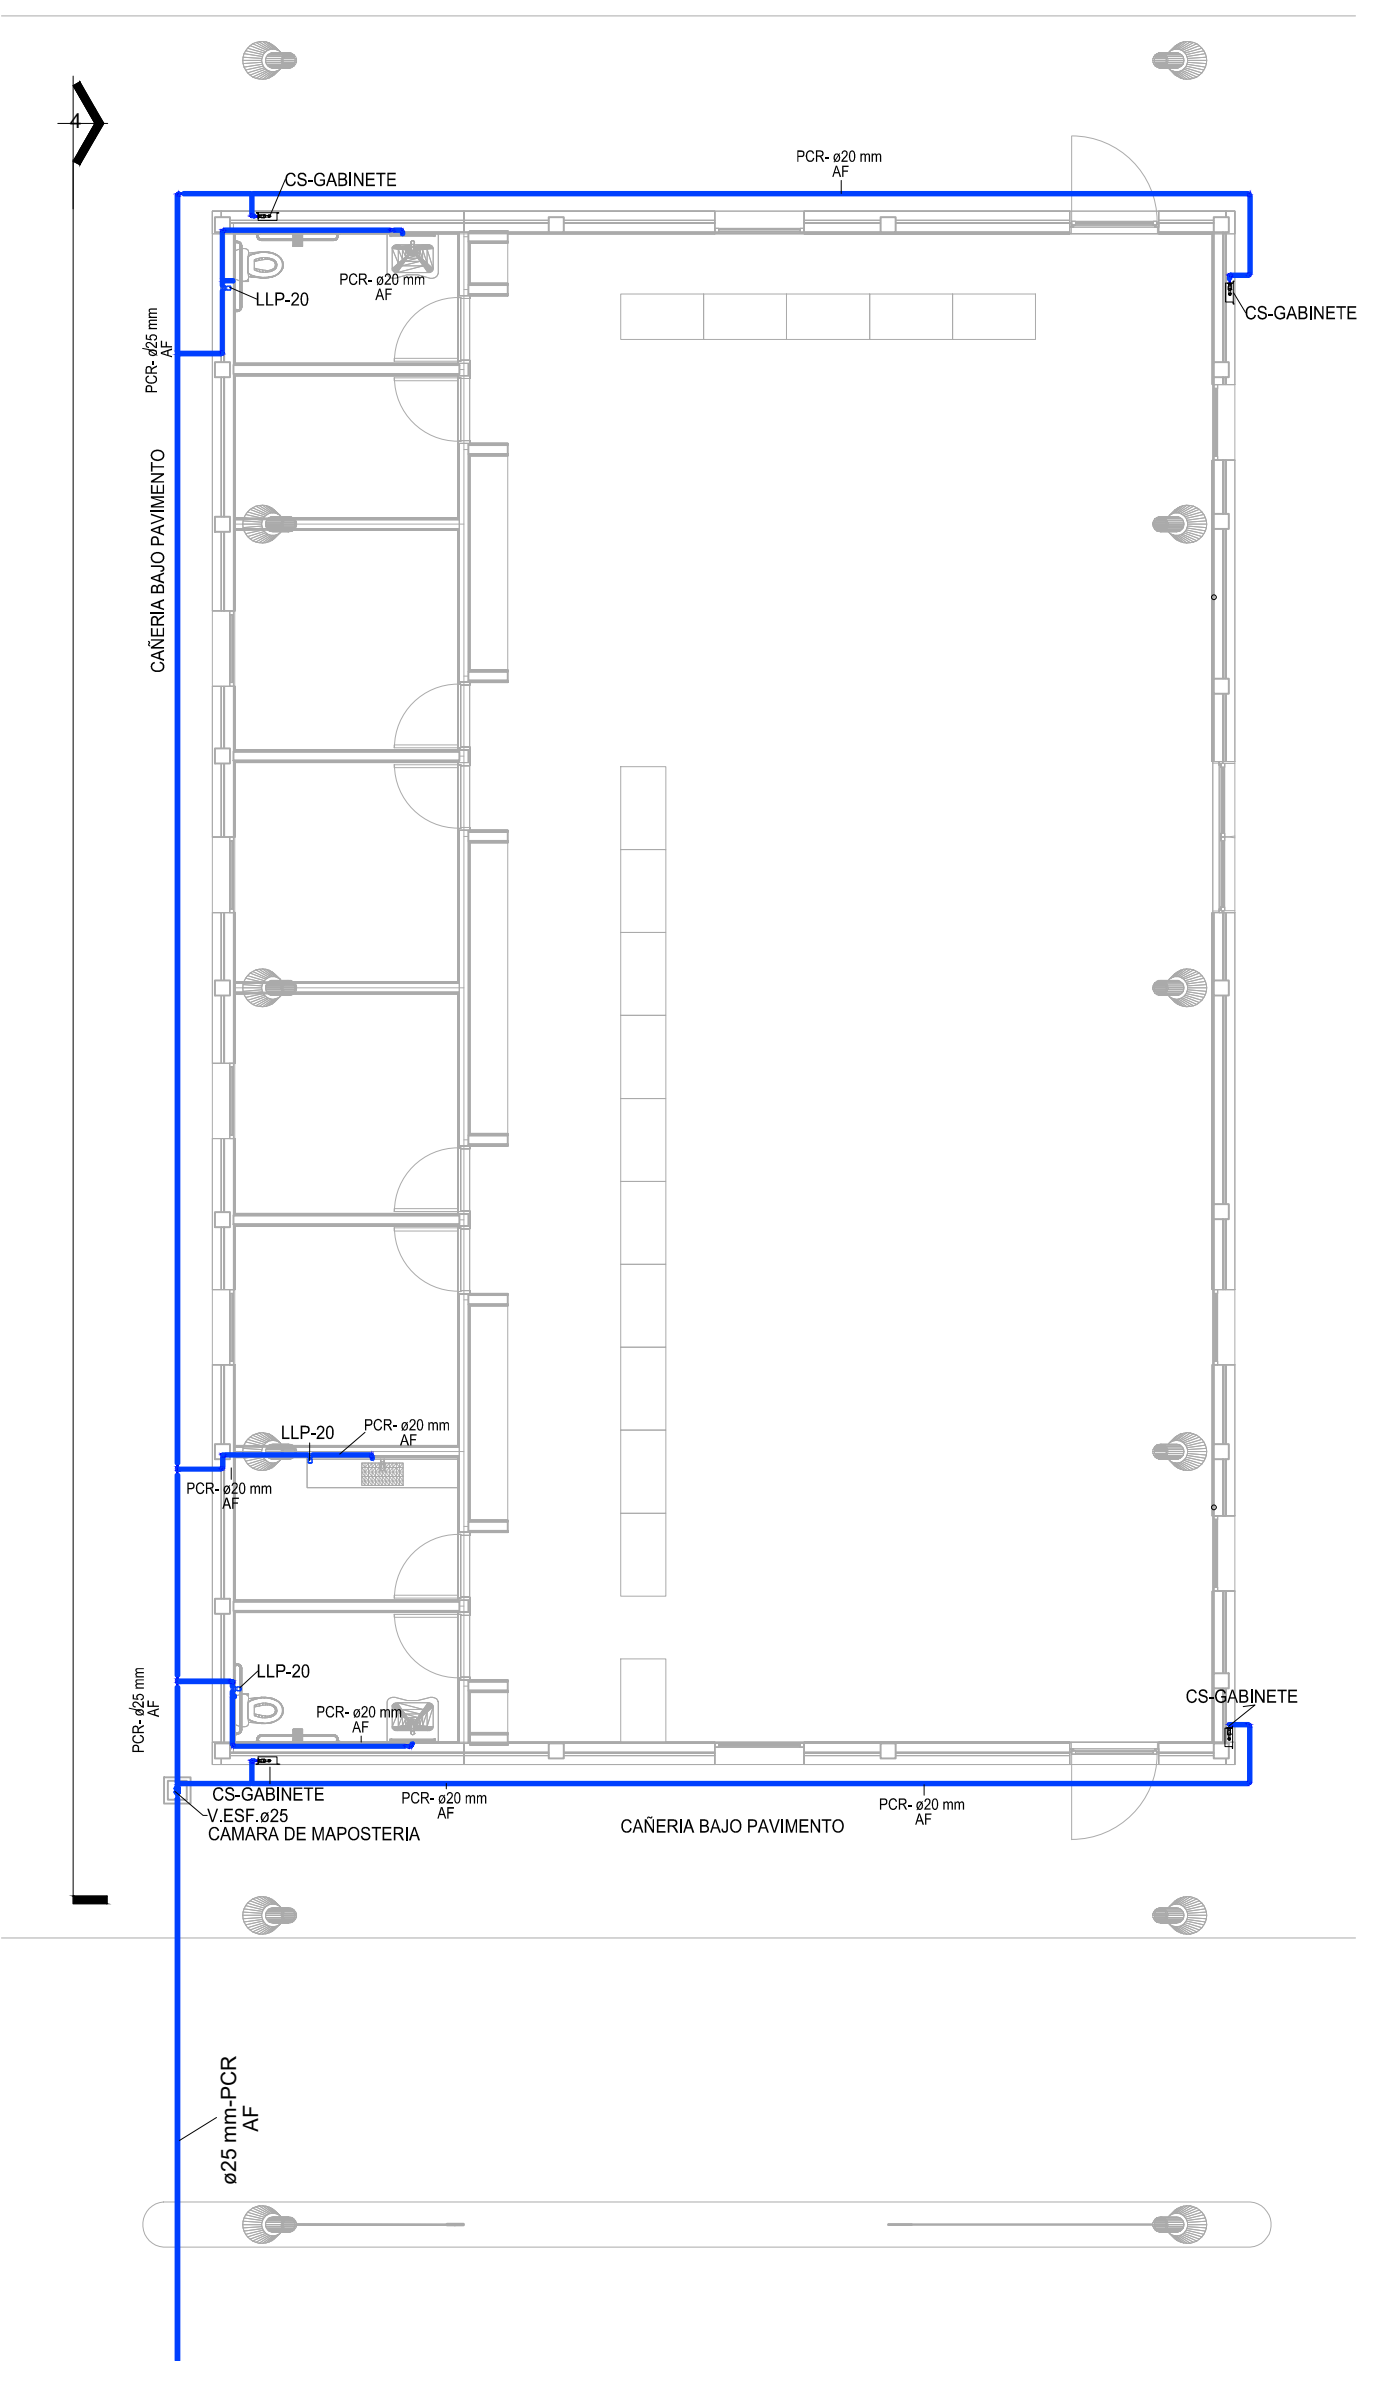 4
CS-GABINETE
PCR- ø20 mm
AF
PCR- ø20 mm
AF
LLP-20
CS-GABINETE
PCR- ø25 mm
AF
CAÑERIA BAJO PAVIMENTO
LLP-20
PCR- ø20 mm
AF
PCR- ø20 mm
AF
LLP-20
PCR- ø25 mm
AF
PCR- ø20 mm
AF
CS-GABINETE
CS-GABINETE
V.ESF.ø25
CAMARA DE MAPOSTERIA
PCR- ø20 mm
AF
PCR- ø20 mm
AF
CAÑERIA BAJO PAVIMENTO
ø25 mm-PCR
AF